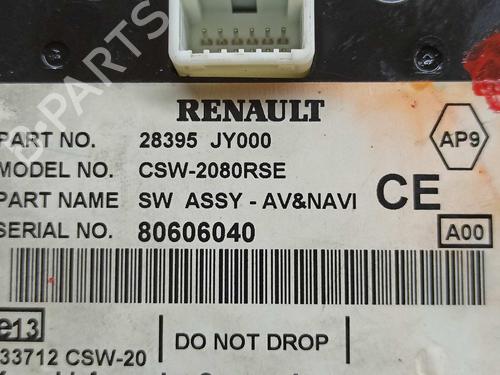 RENAULT
PART NO. 28395 JY000
AP9
MODEL NO. CSW-2080RSE
PART NAME SW ASSY - AV&NAVI
CE
SERIAL NO. 80606040
A00
e13
DO NOT DROP
33712 CSW-20